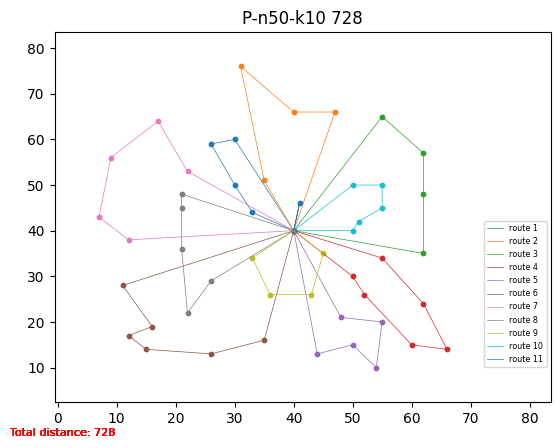 P-n50-k10 728
80
70
60
50
40
30
20
10
0 10 20 30 40 50 60 70 80
route 1
route 2
route 3
route 4
route 5
route 6
route 7
route 8
route 9
route 10
route 11
Total distance: 728